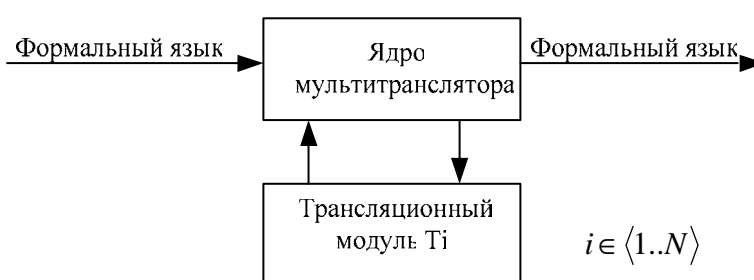 Формальный язык
Ядро
мультитранслятора
Формальный язык
Трансляционный
модуль Ti
i ∈ ⟨1..N⟩